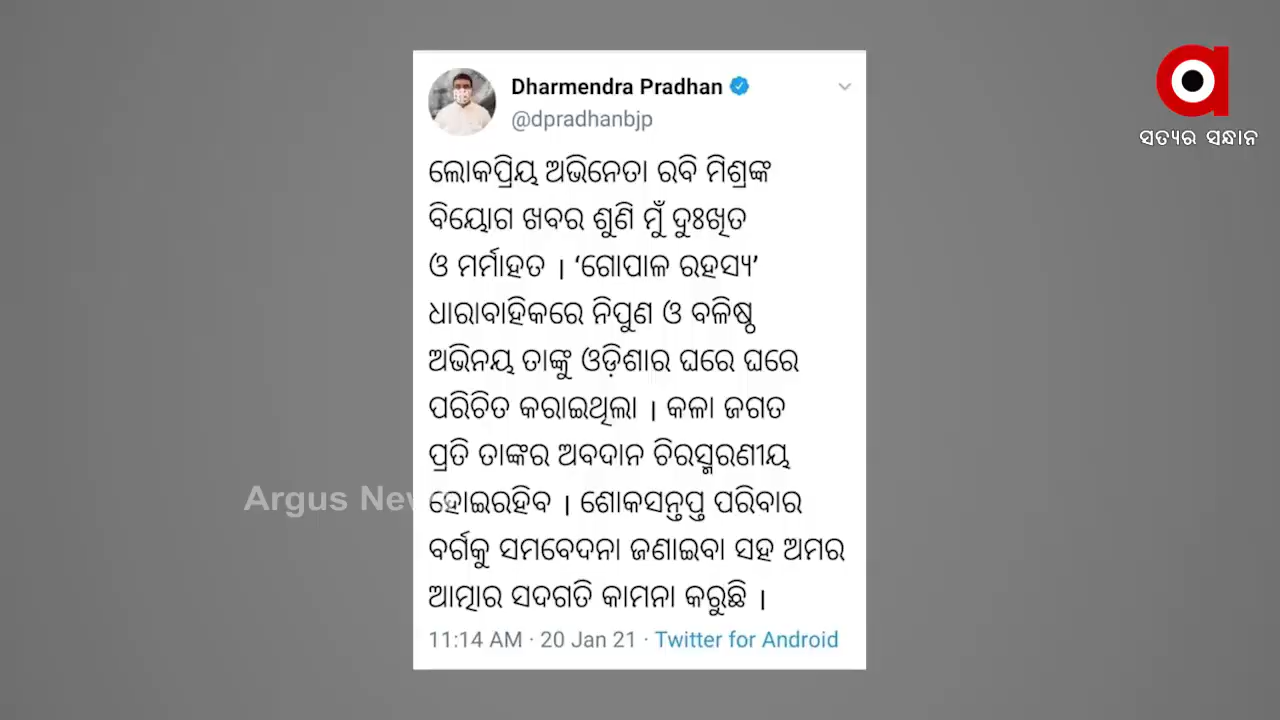 Dharmendra Pradhan
@dpradhanbjp
ଲୋକପ୍ରିୟ ଅଭିନେତା ରବି ମିଶ୍ରଙ୍କ
ବିୟୋଗ ଖବର ଶୁଣି ମୁଁ ଦୁଃଖିତ
ଓ ମର୍ମାହତ । ‘ଗୋପାଳ ରହସ୍ୟ’
ଧାରାବାହିକରେ ନିପୁଣ ଓ ବଳିଷ୍ଠ
ଅଭିନୟ ତାଙ୍କୁ ଓଡ଼ିଶାର ଘରେ ଘରେ
ପରିଚିତ କରାଇଥିଲା । କଳା ଜଗତ
ପ୍ରତି ତାଙ୍କର ଅବଦାନ ଚିରସ୍ମରଣୀୟ
ହୋଇରହିବ । ଶୋକସନ୍ତପ୍ତ ପରିବାର
ବର୍ଗକୁ ସମବେଦନା ଜଣାଇବା ସହ ଅମର
ଆତ୍ମାର ସଦଗତି କାମନା କରୁଛି ।
11:14 AM · 20 Jan 21 · Twitter for Android
ସତ୍ୟର ସନ୍ଧାନ
Argus News